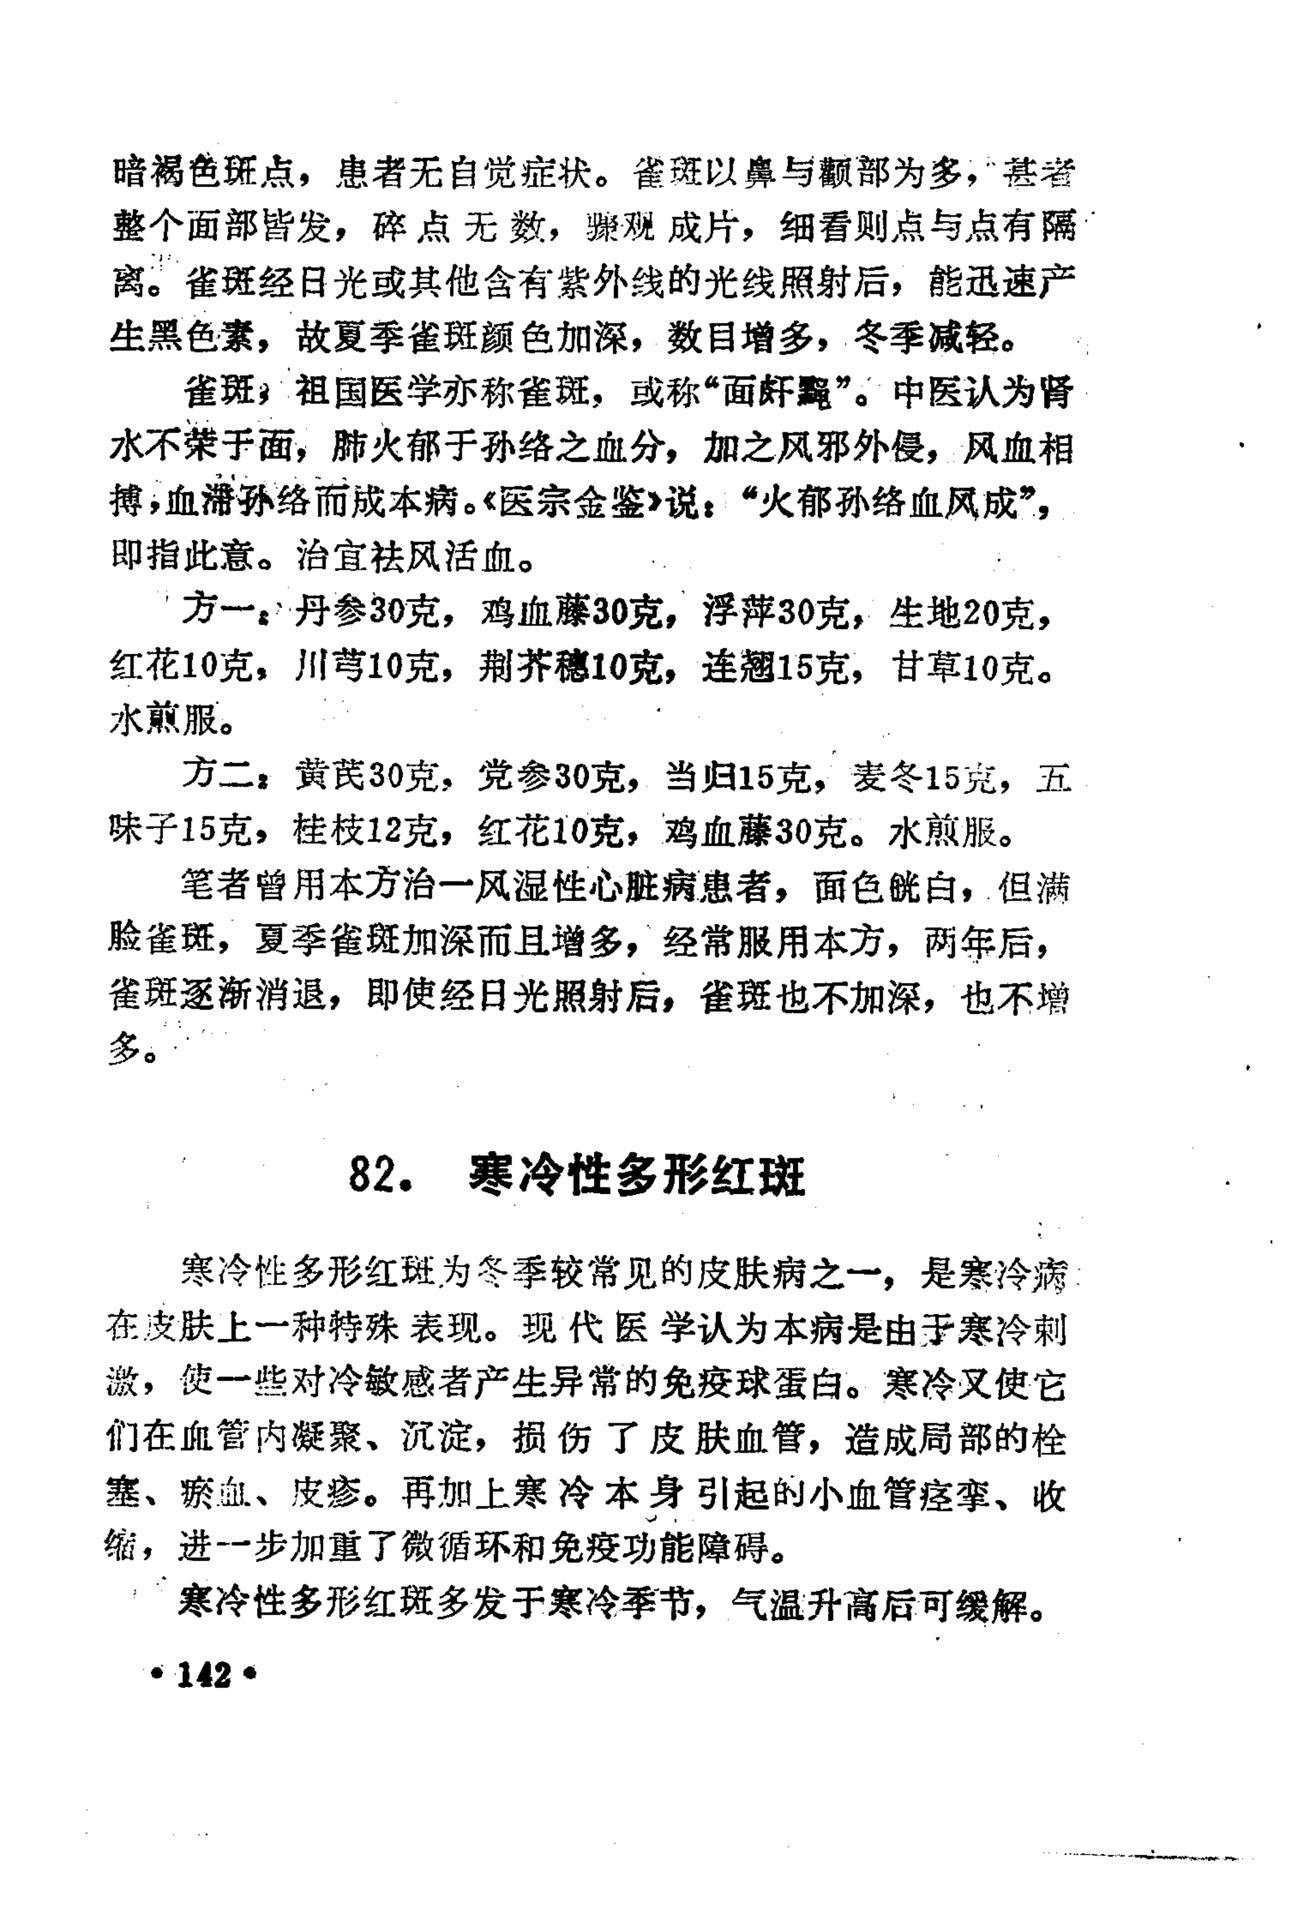 暗褐色斑点，患者无自觉症状。雀斑以鼻与颧部为多，甚者
整个面部皆发，碎点无数，骤观成片，细看则点与点有隔
离。雀斑经日光或其他含有紫外线的光线照射后，能迅速产
生黑色素，故夏季雀斑颜色加深，数目增多，冬季减轻。
雀斑，祖国医学亦称雀斑，或称“面皯黯”。中医认为肾
水不荣于面，肺火郁于孙络之血分，加之风邪外侵，风血相
搏，血滞孙络而成本病。《医宗金鉴》说：“火郁孙络血风成”，
即指此意。治宜祛风活血。
方一：丹参30克，鸡血藤30克，浮萍30克，生地20克，
红花10克，川芎10克，荆芥穗10克，连翘15克，甘草10克。
水煎服。
方二：黄芪30克，党参30克，当归15克，麦冬15克，五
味子15克，桂枝12克，红花10克，鸡血藤30克。水煎服。
笔者曾用本方治一风湿性心脏病患者，面色㿠白，但满
脸雀斑，夏季雀斑加深而且增多，经常服用本方，两年后，
雀斑逐渐消退，即使经日光照射后，雀斑也不加深，也不增
多。
82. 寒冷性多形红斑
寒冷性多形红斑为冬季较常见的皮肤病之一，是寒冷病
在皮肤上一种特殊表现。现代医学认为本病是由于寒冷刺
激，使一些对冷敏感者产生异常的免疫球蛋白。寒冷又使它
们在血管内凝聚、沉淀，损伤了皮肤血管，造成局部的栓
塞、瘀血、皮疹。再加上寒冷本身引起的小血管痉挛、收
缩，进一步加重了微循环和免疫功能障碍。
寒冷性多形红斑多发于寒冷季节，气温升高后可缓解。
•142•